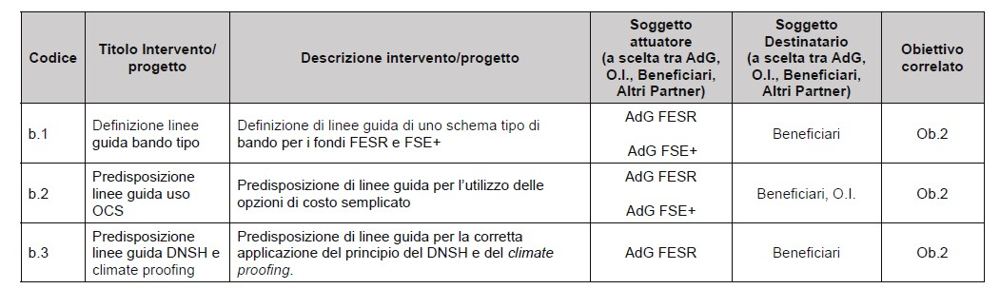 Codice
Titolo Intervento/
progetto
Descrizione intervento/progetto
Soggetto
attuatore
(a scelta tra AdG,
O.I., Beneficiari,
Altri Partner)
Soggetto
Destinatario
(a scelta tra AdG,
O.I., Beneficiari,
Altri Partner)
Obiettivo
correlato
b.1
Definizione linee
guida bando tipo
Definizione di linee guida di uno schema tipo di
bando per i fondi FESR e FSE+
AdG FESR
AdG FSE+
Beneficiari
Ob.2
b.2
Predisposizione
linee guida uso
OCS
Predisposizione di linee guida per l’utilizzo delle
opzioni di costo semplicato
AdG FESR
AdG FSE+
Beneficiari, O.I.
Ob.2
b.3
Predisposizione
linee guida DNSH e
climate proofing
Predisposizione di linee guida per la corretta
applicazione del principio del DNSH e del climate
proofing.
AdG FESR
Beneficiari
Ob.2